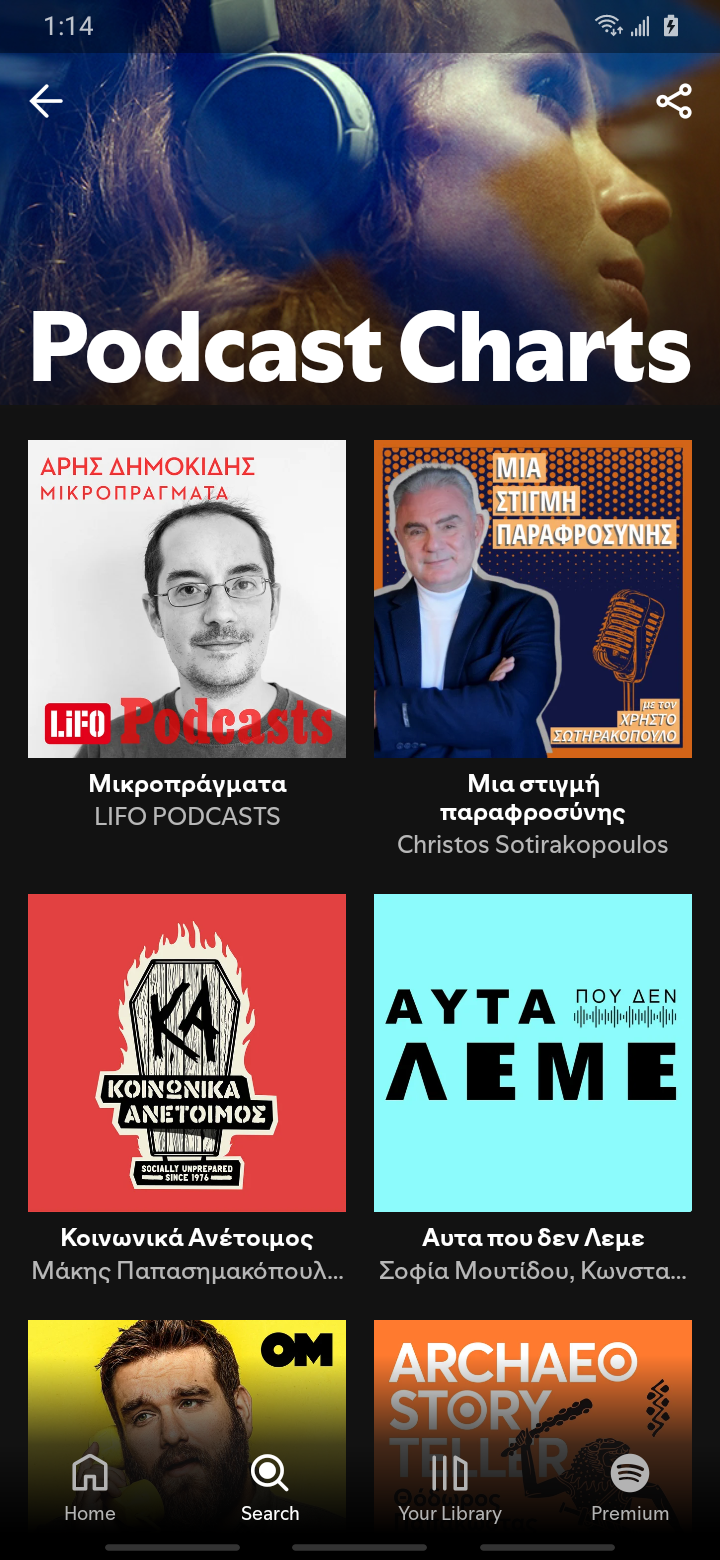 1:14
Podcast Charts
ΑΡΗΣ ΔΗΜΟΚΙΔΗΣ
ΜΙΚΡΟΠΡΑΓΜΑΤΑ
LiFO Podcasts
Μικροπράγματα
LIFO PODCASTS
ΜΙΑ
ΣΤΙΓΜΗ
ΠΑΡΑΦΡΟΣΥΝΗΣ
με τον
ΧΡΗΣΤΟ
ΣΩΤΗΡΑΚΟΠΟΥΛΟ
Μια στιγμή
παραφροσύνης
Christos Sotirakopoulos
ΚΑ
ΚΟΙΝΩΝΙΚΑ
ΑΝΕΤΟΙΜΟΣ
SOCIALLY UNPREPARED
SINCE 1976
Κοινωνικά Ανέτοιμος
Μάκης Παπασημακόπουλ...
ΑΥΤΑ ΠΟΥ ΔΕΝ
ΛΕΜΕ
Αυτα που δεν Λεμε
Σοφία Μουτίδου, Κωνστα...
OM
ARCHAEO
STORY
TELLER
Θόδωρος
Home
Search
Your Library
Premium